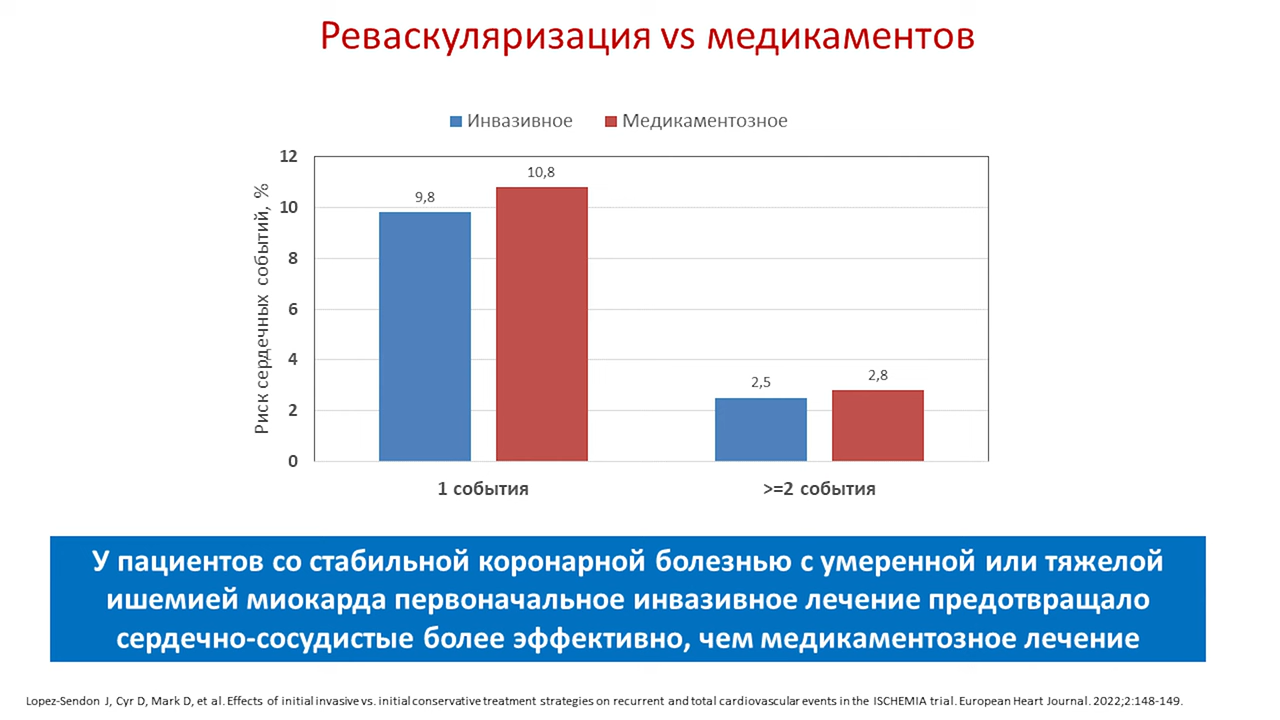 Реваскуляризация vs медикаментов
Инвазивное Медикаментозное
Риск сердечных событий, %
12
10
8
6
4
2
0
9,8
10,8
2,5
2,8
1 события
>=2 события
У пациентов со стабильной коронарной болезнью с умеренной или тяжелой
ишемией миокарда первоначальное инвазивное лечение предотвращало
сердечно-сосудистые более эффективно, чем медикаментозное лечение
Lopez-Sendon J, Cyr D, Mark D, et al. Effects of initial invasive vs. initial conservative treatment strategies on recurrent and total cardiovascular events in the ISCHEMIA trial. European Heart Journal. 2022;2:148-149.